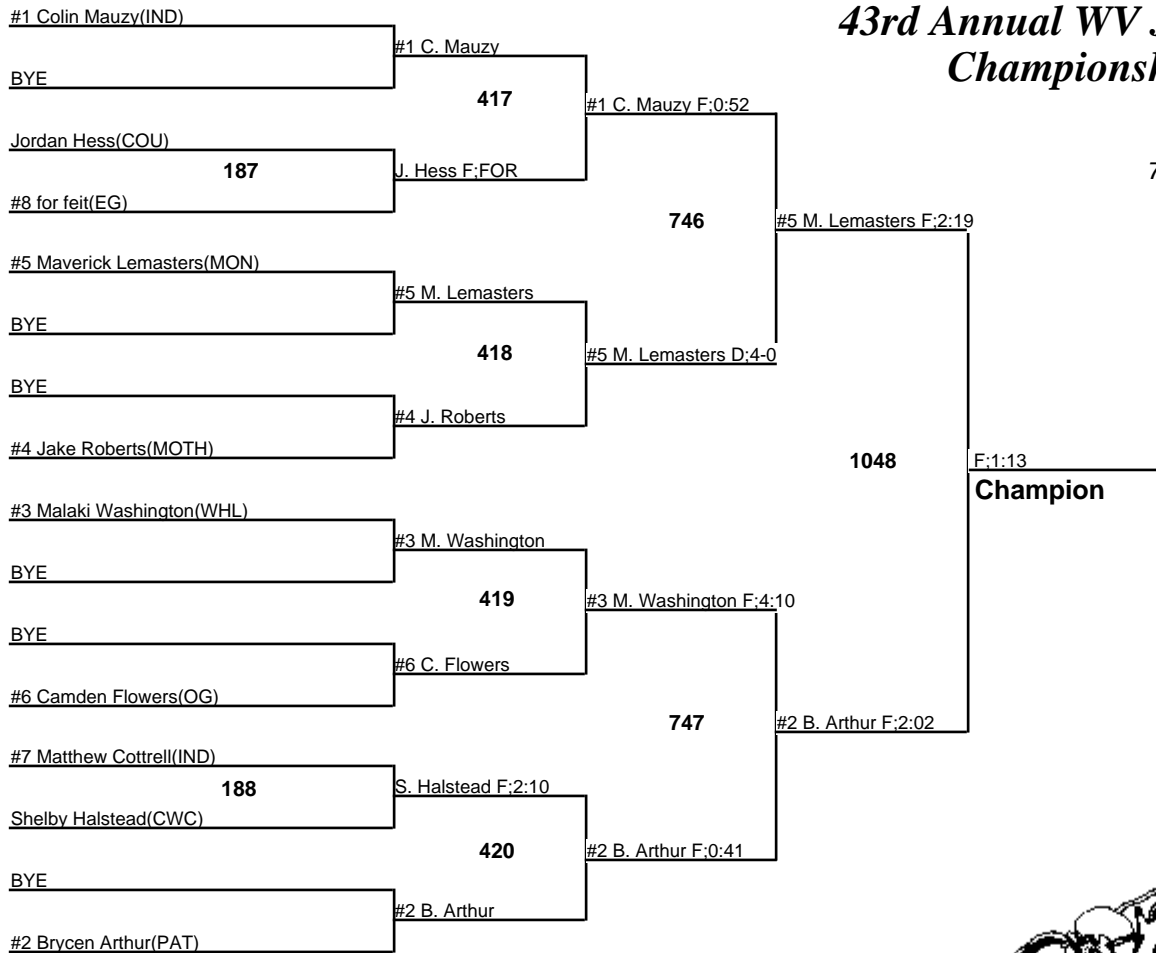 43rd Annual WV
Championsh
7
#1 Colin Mauzy(IND)
BYE
#1 C. Mauzy
417
#1 C. Mauzy F;0:52
Jordan Hess(COU)
187
J. Hess F;FOR
#8 for feit(EG)
746
#5 M. Lemasters F;2:19
#5 Maverick Lemasters(MON)
#5 M. Lemasters
BYE
418
#5 M. Lemasters D;4-0
BYE
#4 J. Roberts
#4 Jake Roberts(MOTH)
1048
F;1:13
Champion
#3 Malaki Washington(WHL)
#3 M. Washington
BYE
419
#3 M. Washington F;4:10
BYE
#6 C. Flowers
#6 Camden Flowers(OG)
747
#2 B. Arthur F;2:02
#7 Matthew Cottrell(IND)
188
S. Halstead F;2:10
Shelby Halstead(CWC)
420
#2 B. Arthur F;0:41
BYE
#2 B. Arthur
#2 Brycen Arthur(PAT)